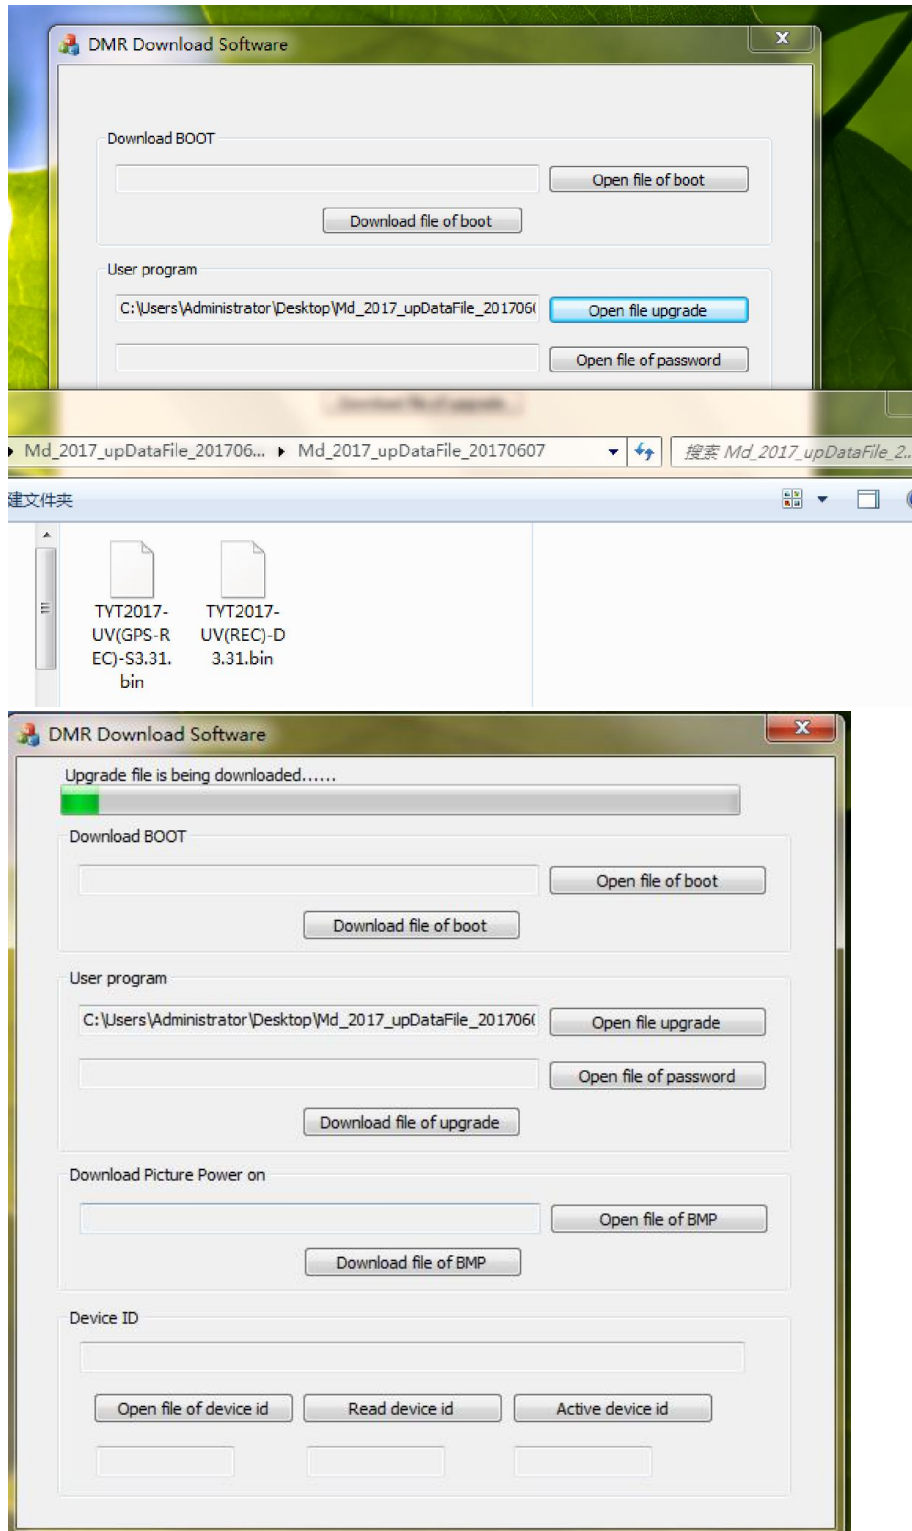 DMR Download Software
x
Download BOOT
Open file of boot
Download file of boot
User program
C:\Users\Administrator\Desktop\Md_2017_upDataFile_201706(
Open file upgrade
Open file of password
Download file of upgrade
Md_2017_upDataFile_201706... ▸ Md_2017_upDataFile_20170607
搜索 Md_2017_upDataFile_2...
建文件夹
TYT2017-
UV(GPS-R
EC)-S3.31.
bin
TYT2017-
UV(REC)-D
3.31.bin
DMR Download Software
x
Upgrade file is being downloaded......
Download BOOT
Open file of boot
Download file of boot
User program
C:\Users\Administrator\Desktop\Md_2017_upDataFile_201706(
Open file upgrade
Open file of password
Download file of upgrade
Download Picture Power on
Open file of BMP
Download file of BMP
Device ID
Open file of device id
Read device id
Active device id